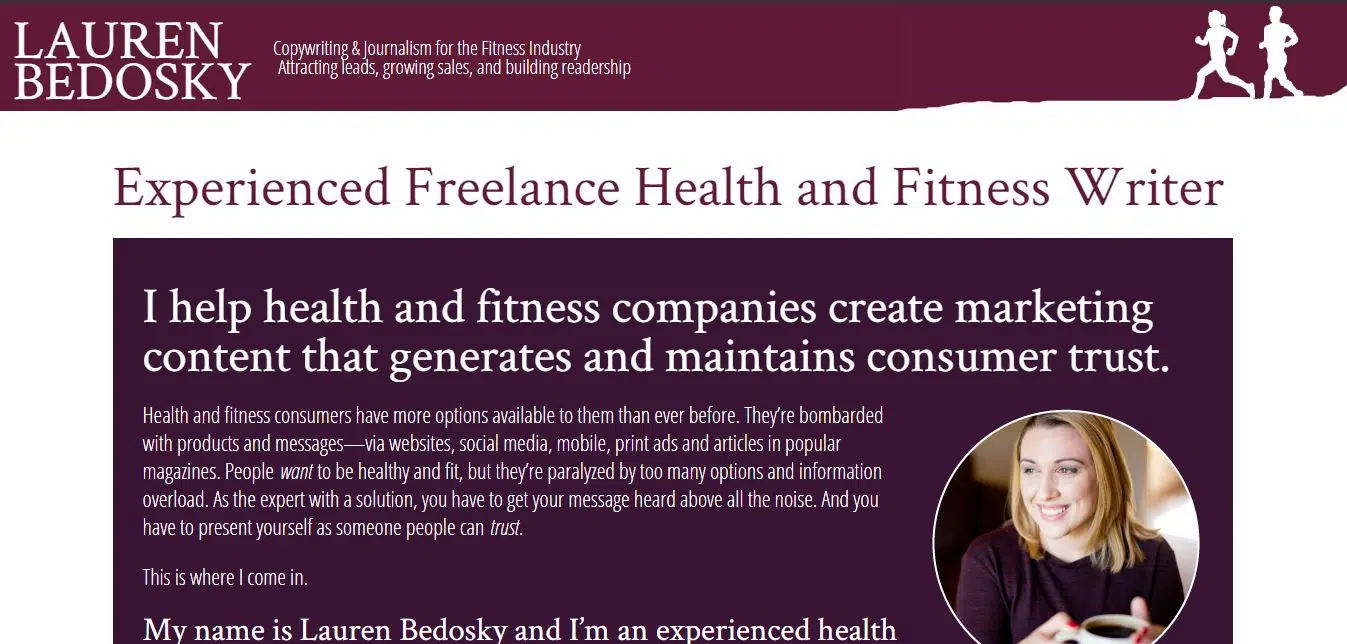 LAUREN
BEDOSKY
Copywriting & Journalism for the Fitness Industry
Attracting leads, growing sales, and building readership
Experienced Freelance Health and Fitness Writer
I help health and fitness companies create marketing
content that generates and maintains consumer trust.
Health and fitness consumers have more options available to them than ever before. They’re bombarded
with products and messages—via websites, social media, mobile, print ads and articles in popular
magazines. People want to be healthy and fit, but they’re paralyzed by too many options and information
overload. As the expert with a solution, you have to get your message heard above all the noise. And you
have to present yourself as someone people can trust.
This is where I come in.
My name is Lauren Bedosky and I’m an experienced health